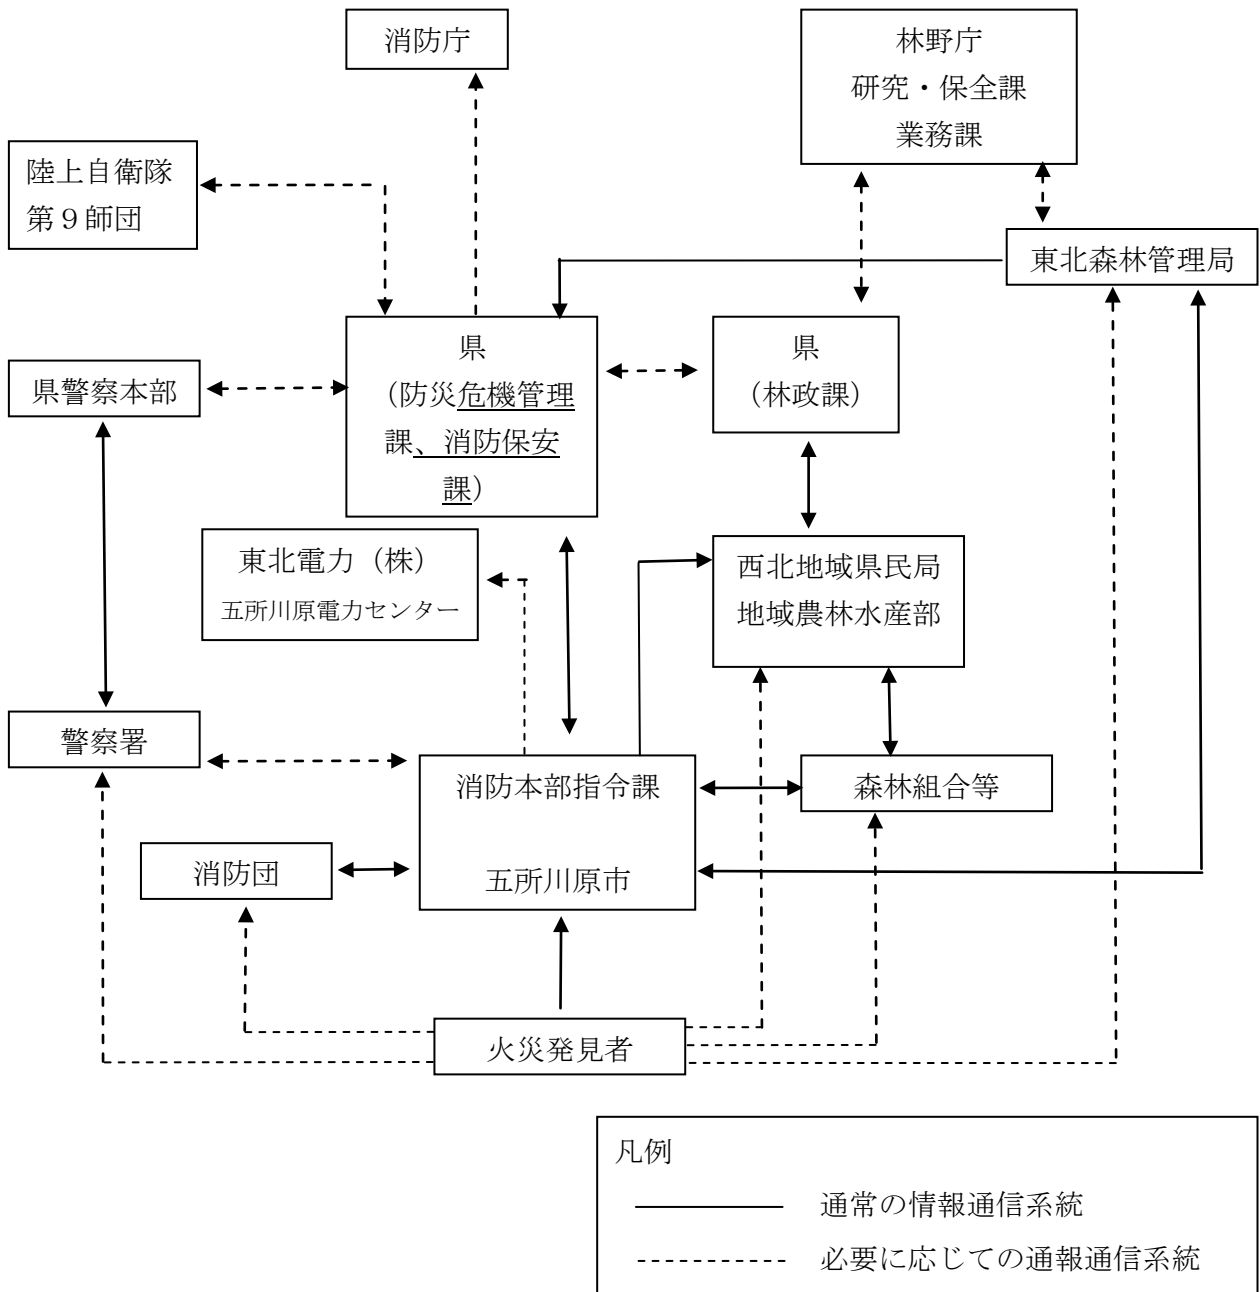 消防庁
林野庁
研究・保全課
業務課
陸上自衛隊
第９師団
東北森林管理局
県
（防災危機管理
課、消防保安
課）
県
（林政課）
県警察本部
東北電力（株）
五所川原電力センター
西北地域県民局
地域農林水産部
警察署
消防本部指令課
五所川原市
森林組合等
消防団
火災発見者
凡例
通常の情報通信系統
必要に応じての通報通信系統